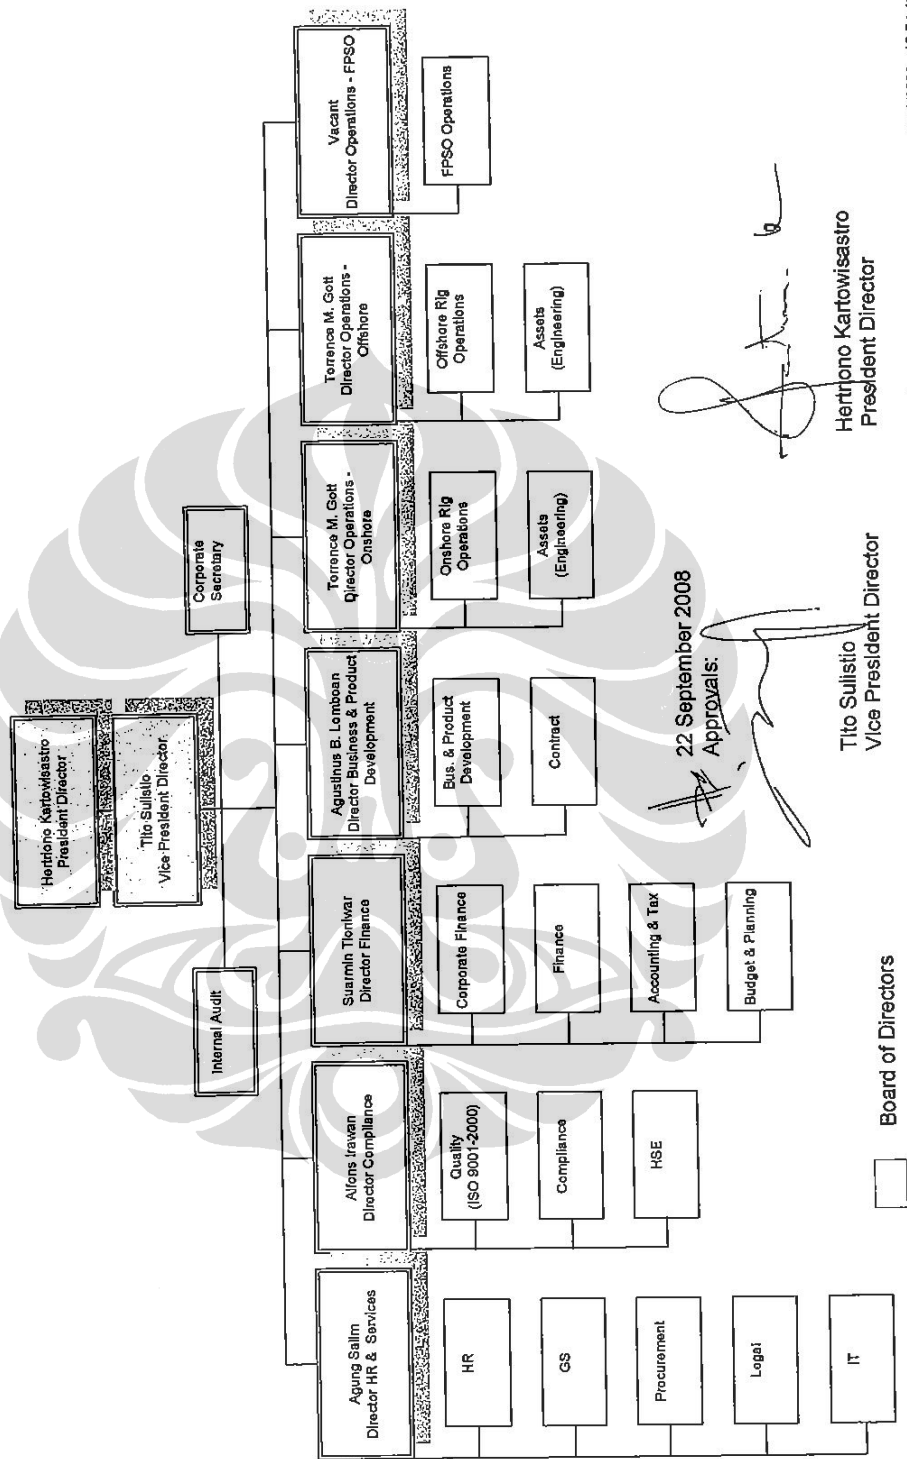 Hertriono Kartowisastro
President Director
Tito Sulistio
Vice President Director
Internal Audit
Corporate
Secretary
Agung Salim
Director HR & Services
HR
GS
Procurement
Legal
IT
Alfons Irawan
Director Compliance
Quality
(ISO 9001-2000)
Compliance
HSE
Suarmin Tioniwar
Director Finance
Corporate Finance
Finance
Accounting & Tax
Budget & Planning
Agustinus B. Lomboan
Director Business & Product
Development
Bus. & Product
Development
Contract
Torrence M. Gott
Director Operations -
Onshore
Onshore Rig
Operations
Assets
(Engineering)
Torrence M. Gott
Director Operations -
Offshore
Offshore Rig
Operations
Assets
(Engineering)
Vacant
Director Operations - FPSO
FPSO Operations
22 September 2008
Approvals:
Tito Sulistio
Vice President Director
Hertriono Kartowisastro
President Director
Board of Directors